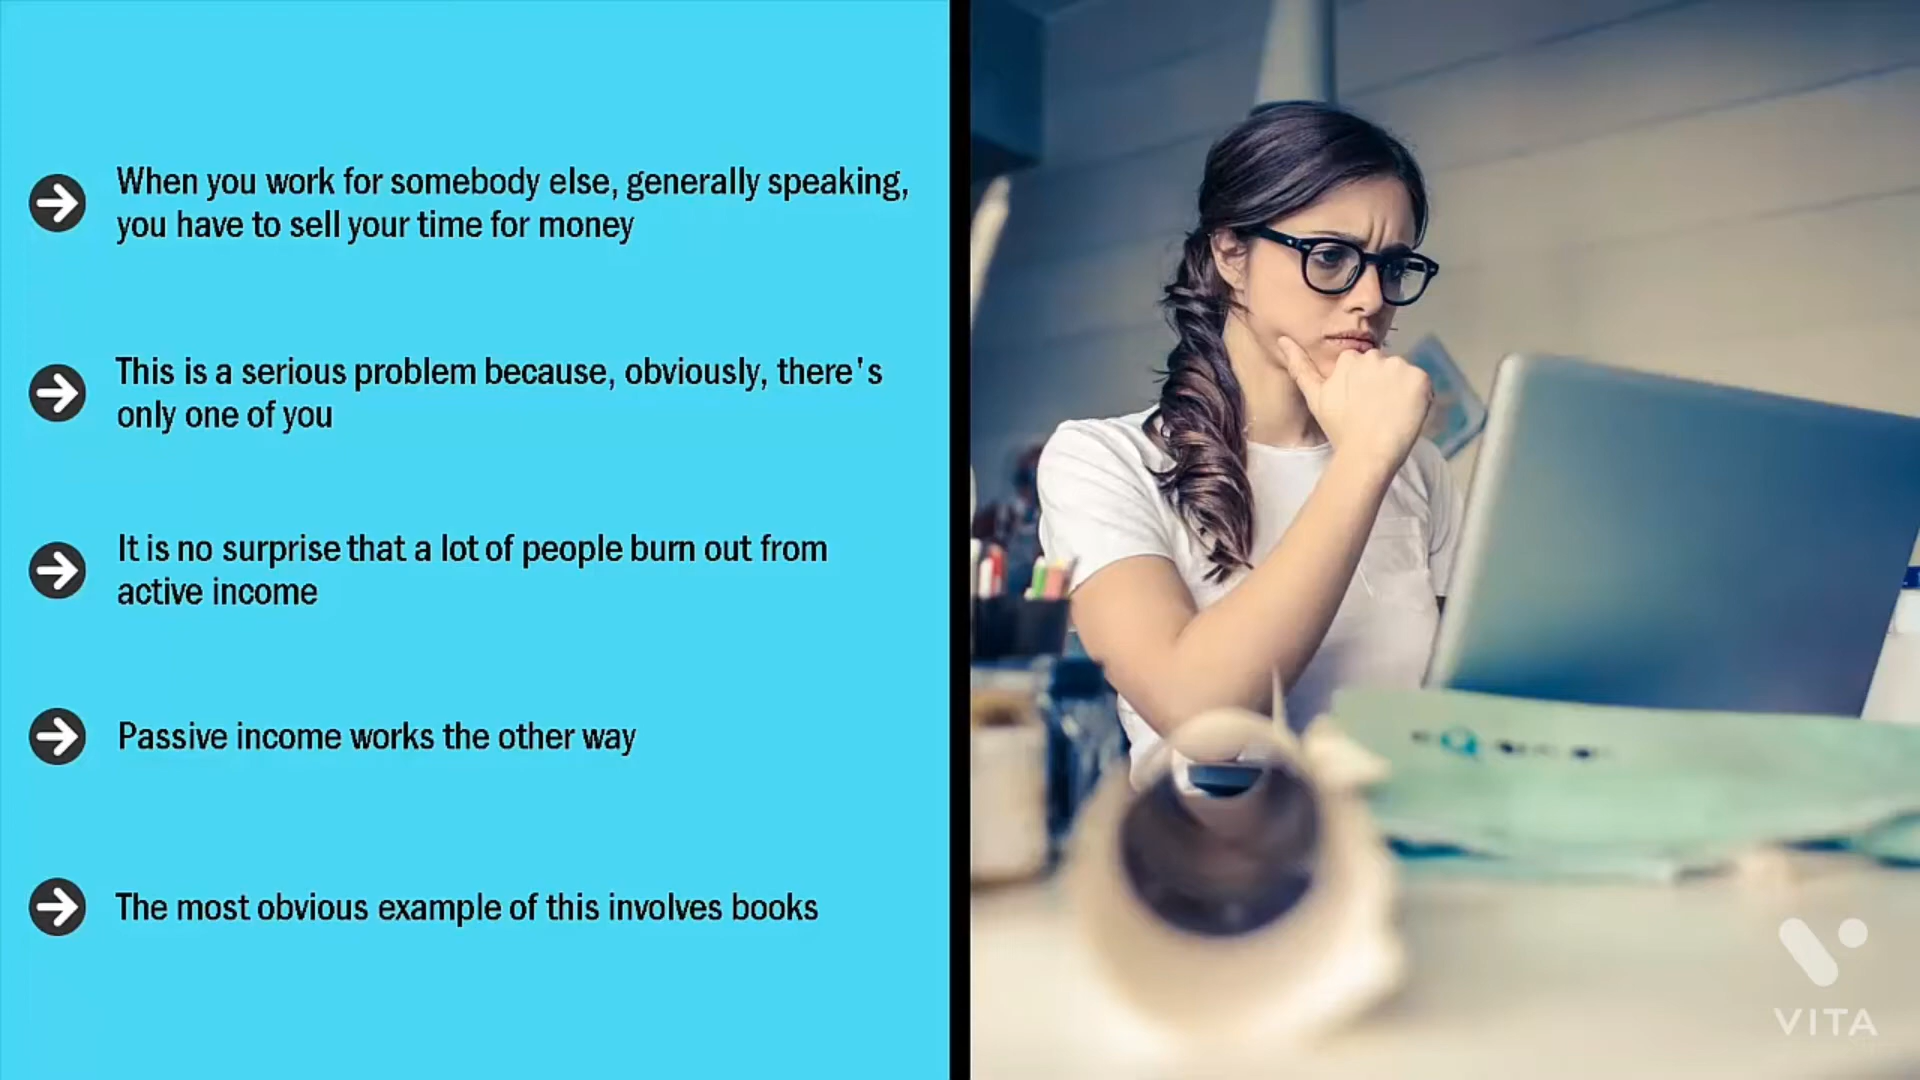 When you work for somebody else, generally speaking,
you have to sell your time for money
This is a serious problem because, obviously, there's
only one of you
It is no surprise that a lot of people burn out from
active income
Passive income works the other way
The most obvious example of this involves books
VITA